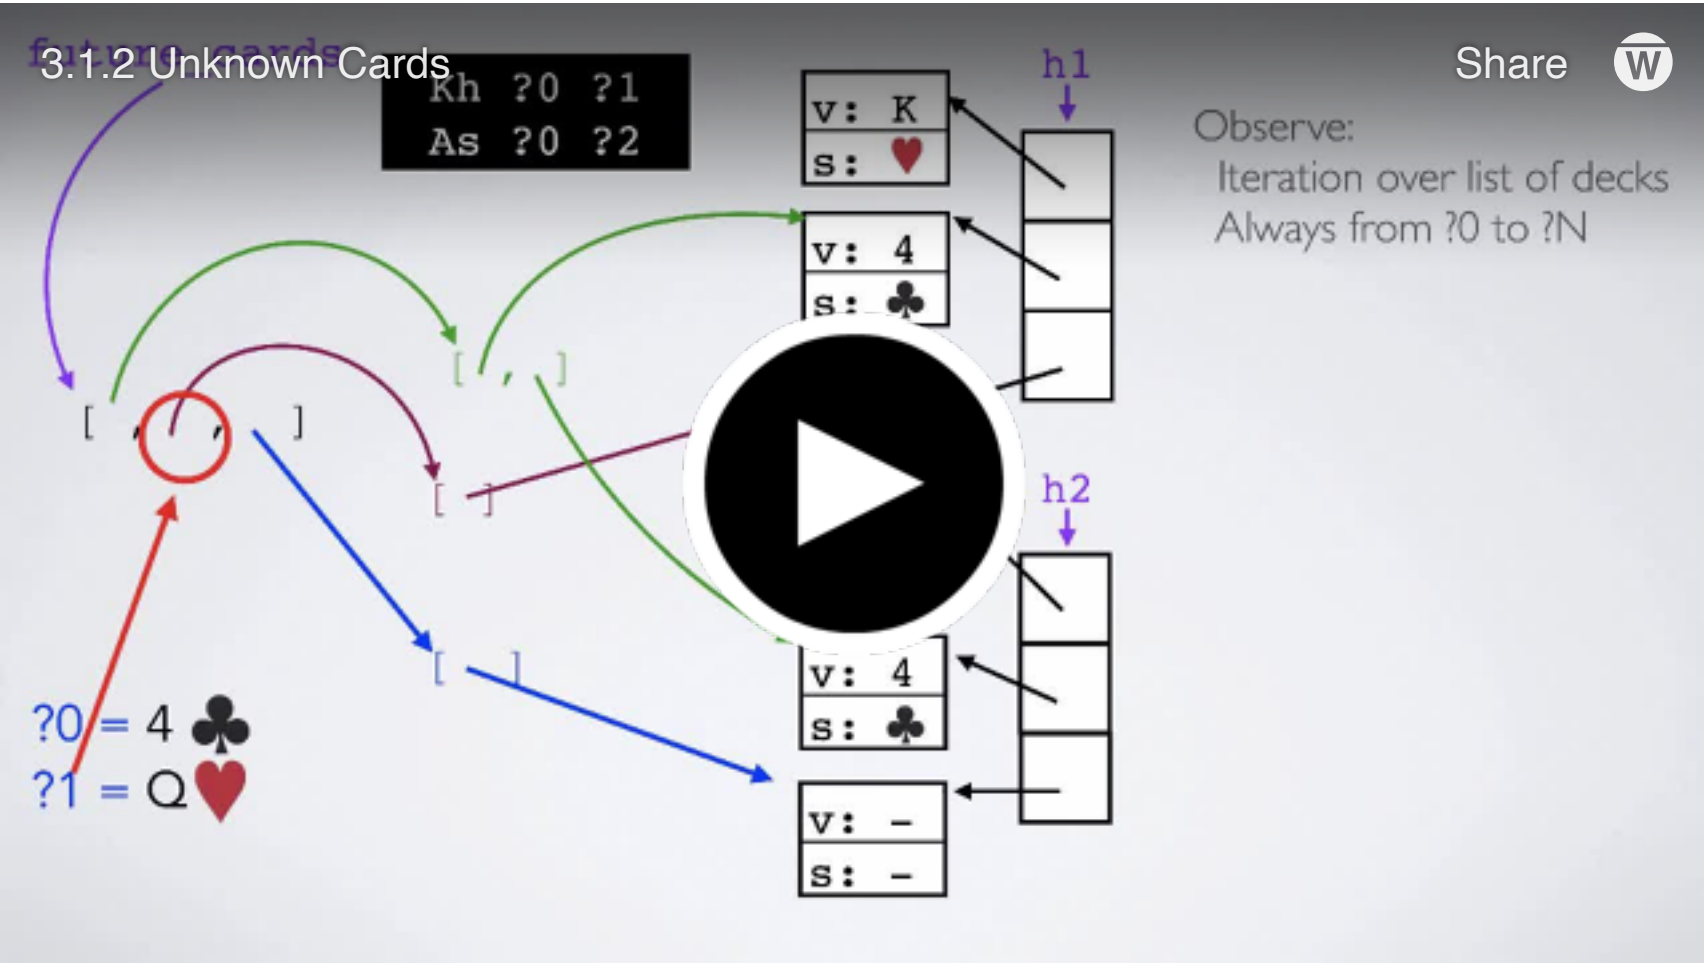 future_cards
3.1.2 Unknown Cards
Share
W
Kh ?0 ?1
As ?0 ?2
h1
v: K
s: ♥
v: 4
s: ♣
Observe:
Iteration over list of decks
Always from ?0 to ?N
[ , , ]
[ , ]
[ ]
[ ]
h2
v: 4
s: ♣
v: -
s: -
?0 = 4 ♣
?1 = Q ♥